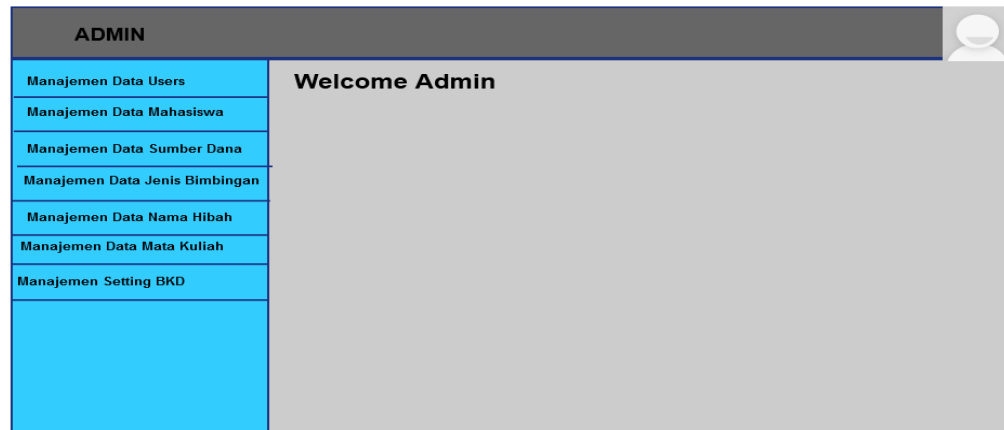 ADMIN
Manajemen Data Users
Welcome Admin
Manajemen Data Mahasiswa
Manajemen Data Sumber Dana
Manajemen Data Jenis Bimbingan
Manajemen Data Nama Hibah
Manajemen Data Mata Kuliah
Manajemen Setting BKD